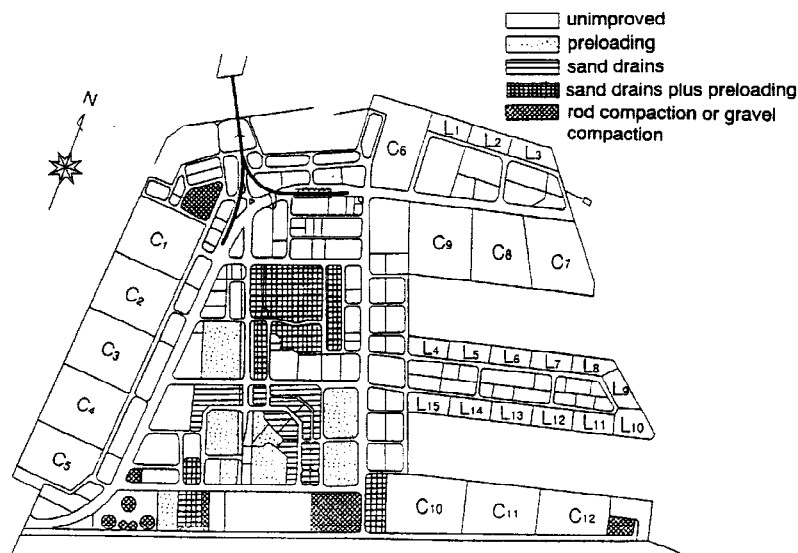 unimproved
preloading
sand drains
sand drains plus preloading
rod compaction or gravel
compaction
N
C6
L1
L2
L3
C1
C9
C8
C7
C2
C3
L4
L5
L6
L7
L8
L9
C4
L15
L14
L13
L12
L11
L10
C5
C10
C11
C12